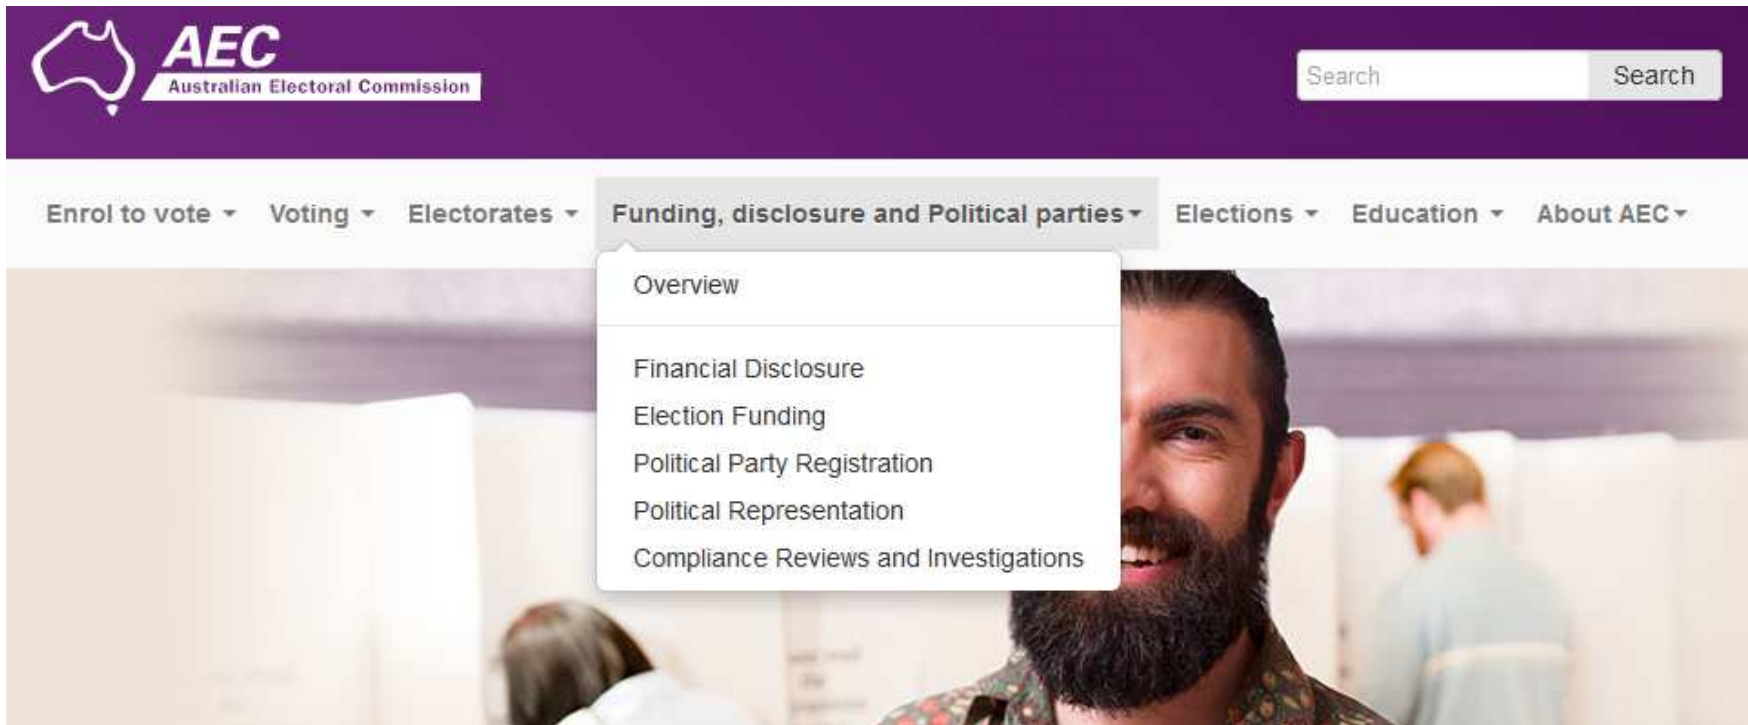 AEC
Australian Electoral Commission
Search Search
Enrol to vote Voting Electorates Funding, disclosure and Political parties Elections Education About AEC
Overview
Financial Disclosure
Election Funding
Political Party Registration
Political Representation
Compliance Reviews and Investigations